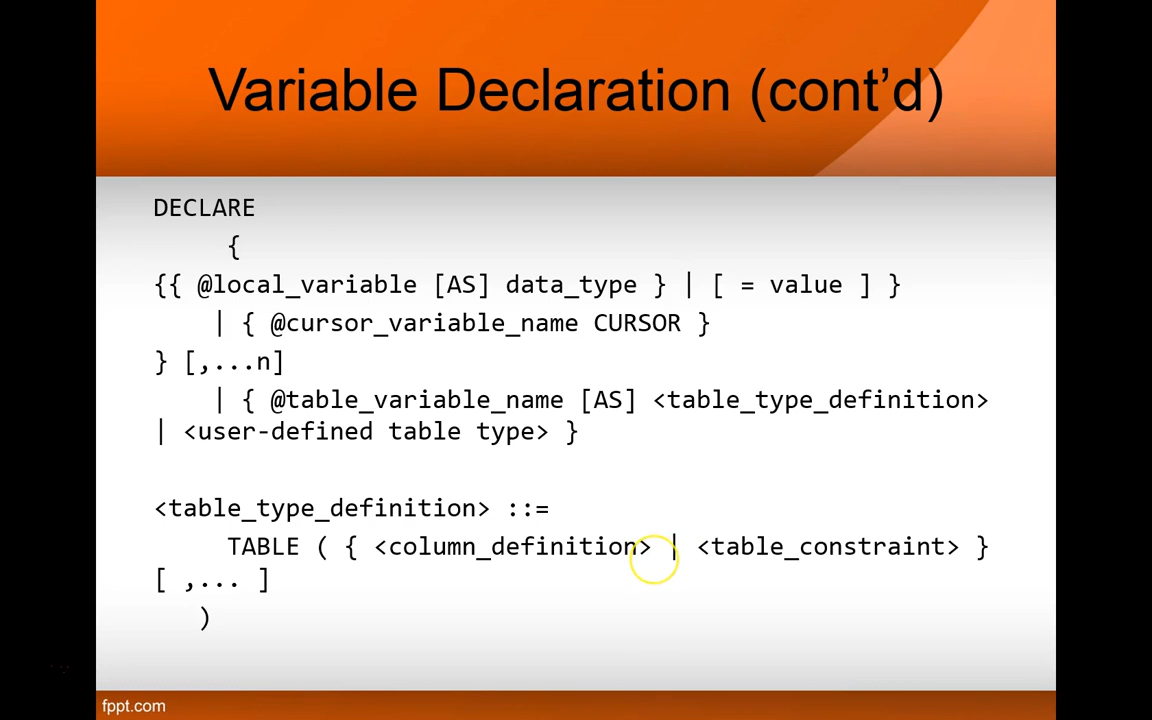 Variable Declaration (cont’d)
DECLARE
{
{{ @local_variable [AS] data_type } | [ = value ] }
| { @cursor_variable_name CURSOR }
} [,...n]
| { @table_variable_name [AS] <table_type_definition>
| <user-defined table type> }
<table_type_definition> ::=
TABLE ( { <column_definition> | <table_constraint> }
[ ,... ]
)
fppt.com